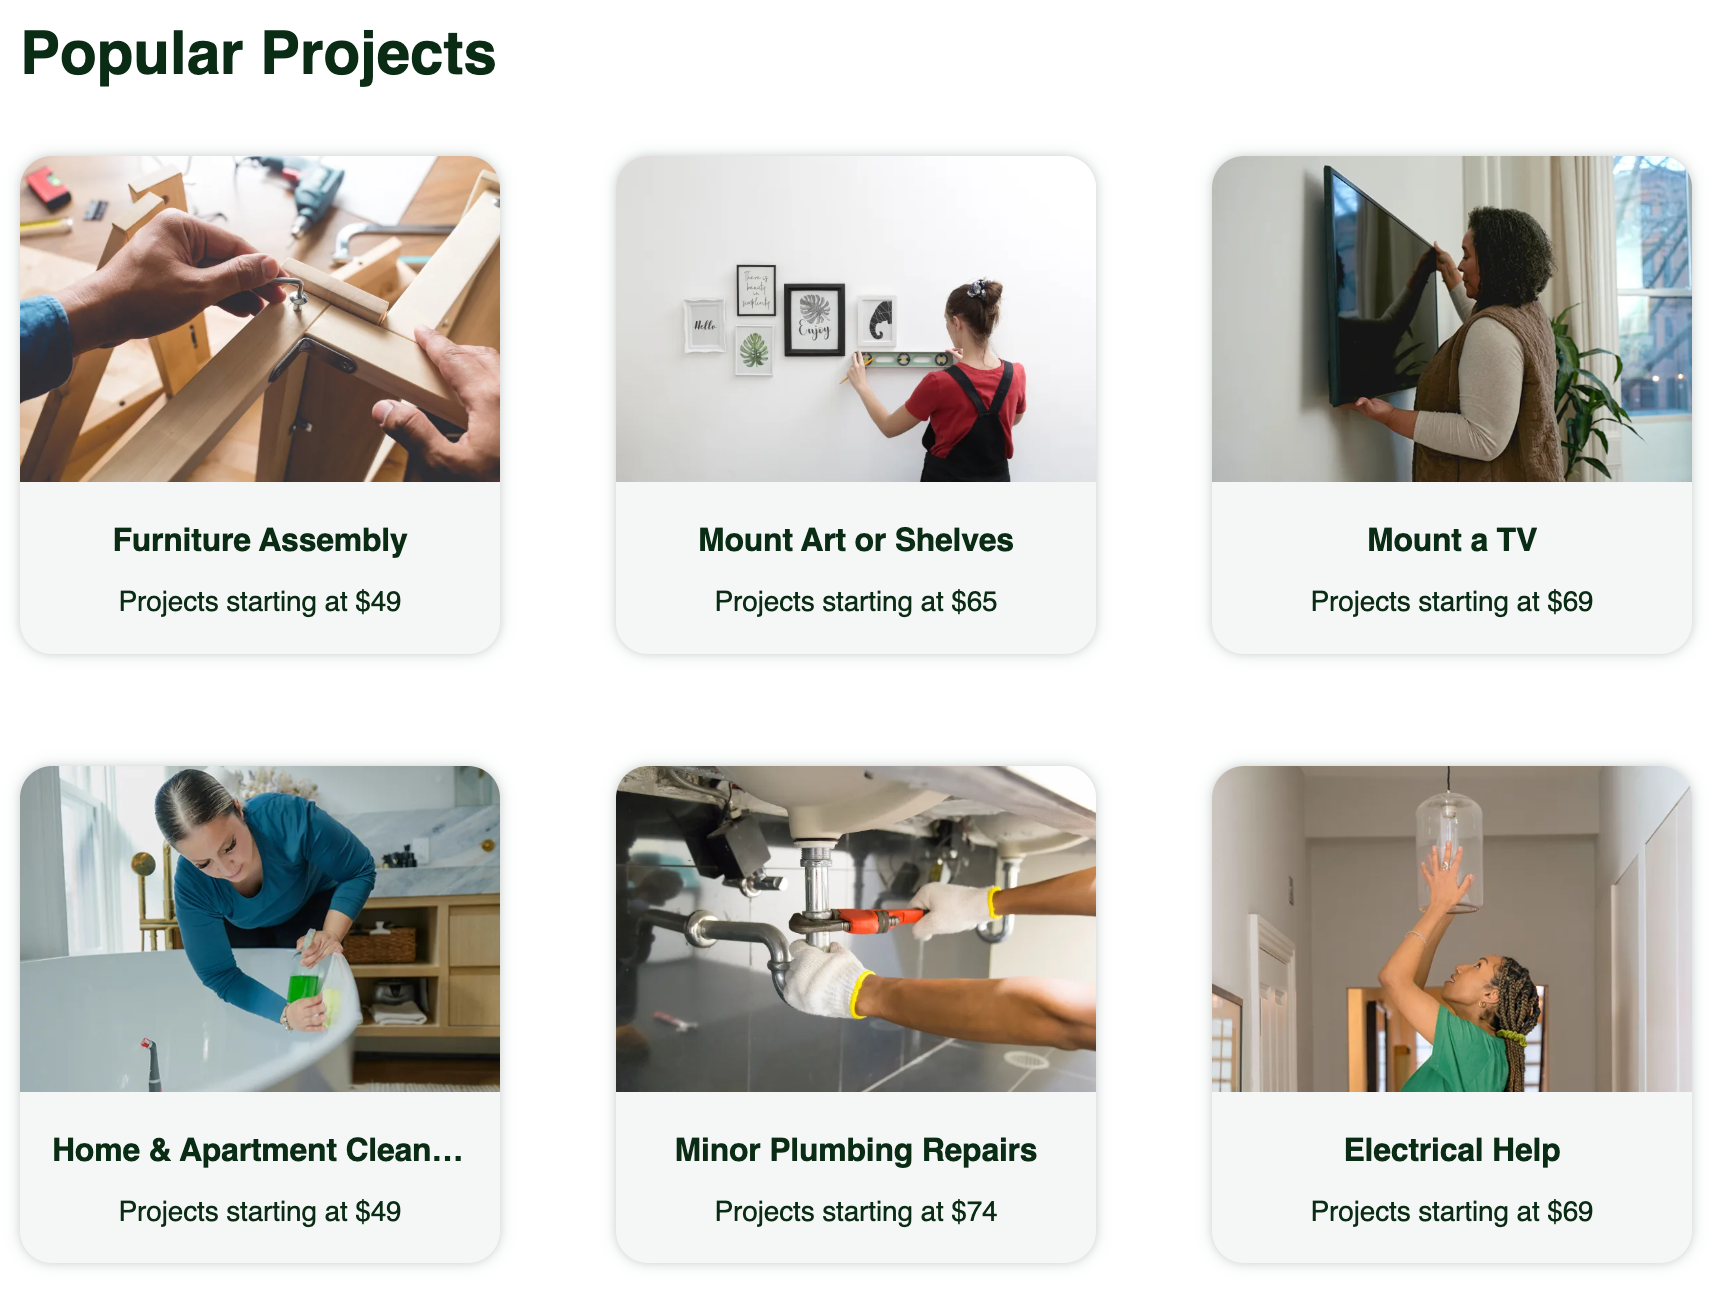 Popular Projects
Hello
Enjoy
Furniture Assembly
Projects starting at $49
Mount Art or Shelves
Projects starting at $65
Mount a TV
Projects starting at $69
Home & Apartment Clean...
Projects starting at $49
Minor Plumbing Repairs
Projects starting at $74
Electrical Help
Projects starting at $69